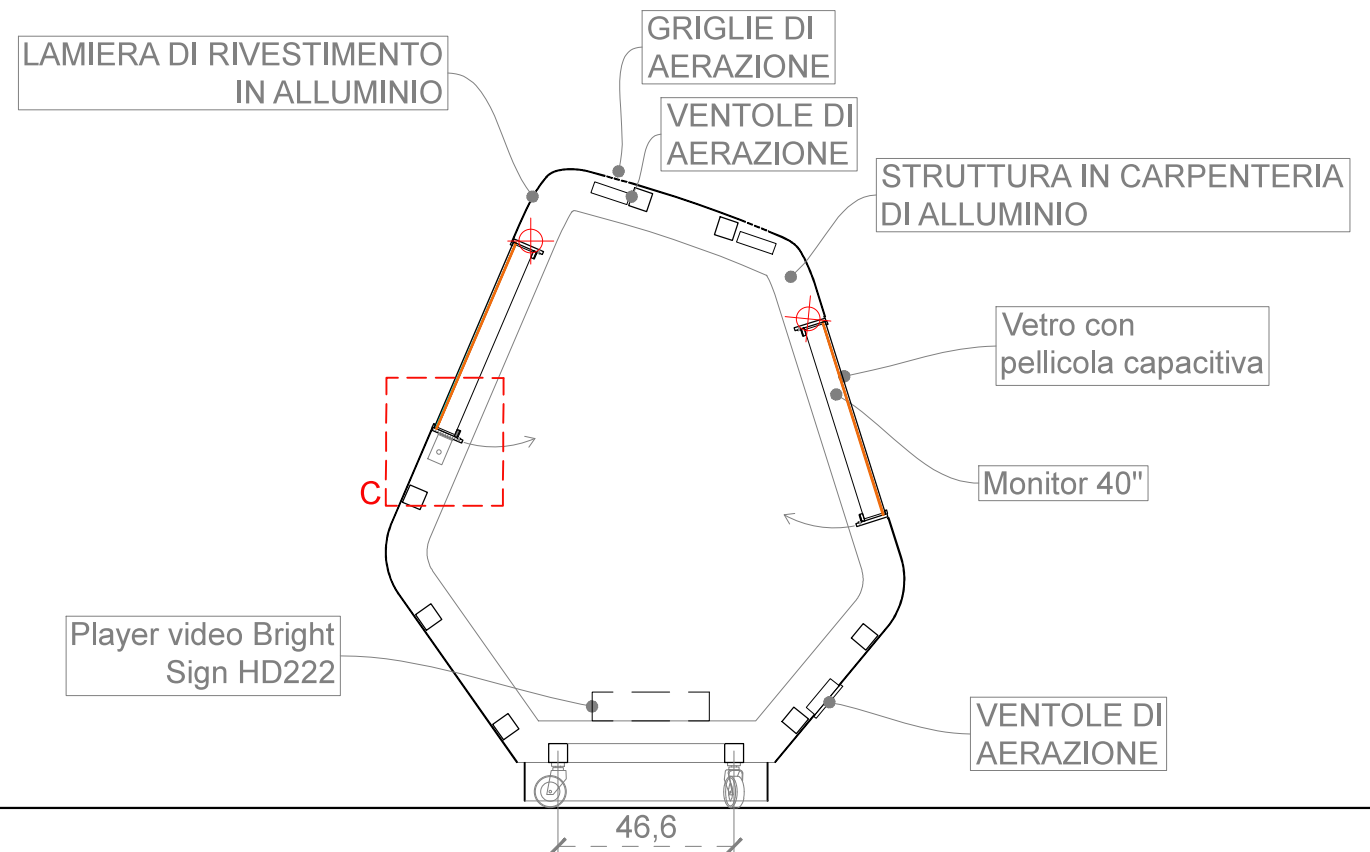 GRIGLIE DI
AERAZIONE
LAMIERA DI RIVESTIMENTO
IN ALLUMINIO
VENTOLE DI
AERAZIONE
STRUTTURA IN CARPENTERIA
DI ALLUMINIO
Vetro con
pellicola capacitiva
Monitor 40"
C
Player video Bright
Sign HD222
VENTOLE DI
AERAZIONE
46,6